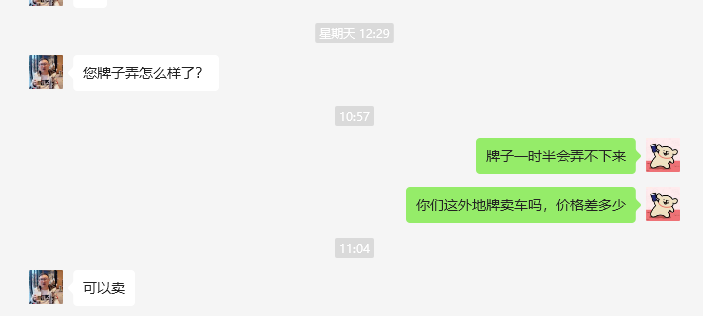 星期天 12:29
您牌子弄怎么样了？
10:57
牌子一时半会弄不下来
你们这外地牌卖车吗，价格差多少
11:04
可以卖